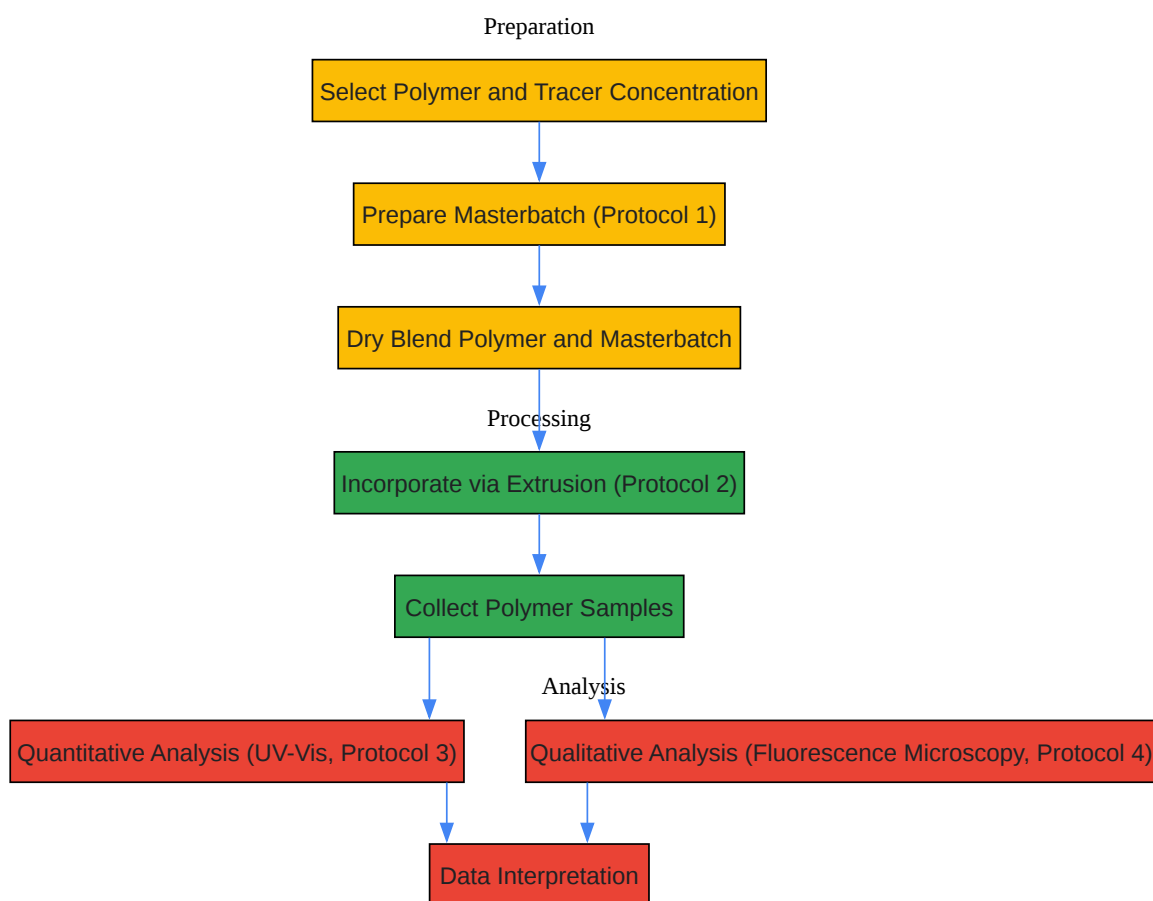 Preparation
Select Polymer and Tracer Concentration
Prepare Masterbatch (Protocol 1)
Dry Blend Polymer and Masterbatch
Processing
Incorporate via Extrusion (Protocol 2)
Collect Polymer Samples
Analysis
Quantitative Analysis (UV-Vis, Protocol 3)
Qualitative Analysis (Fluorescence Microscopy, Protocol 4)
Data Interpretation